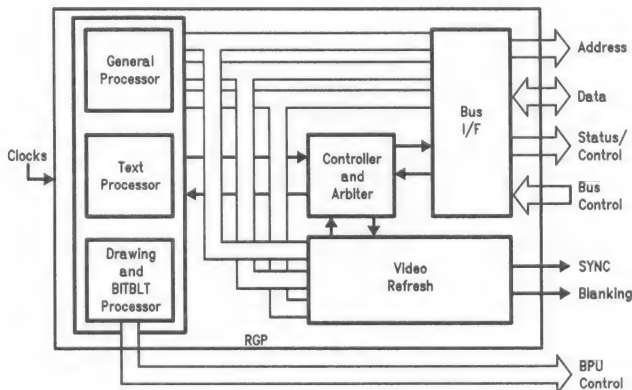 General
Processor
Text
Processor
Drawing and
BITBLT
Processor
Clocks
Controller
and
Arbiter
Bus
I/F
Video
Refresh
RGP
Address
Data
Status/
Control
Bus
Control
SYNC
Blanking
BPU
Control